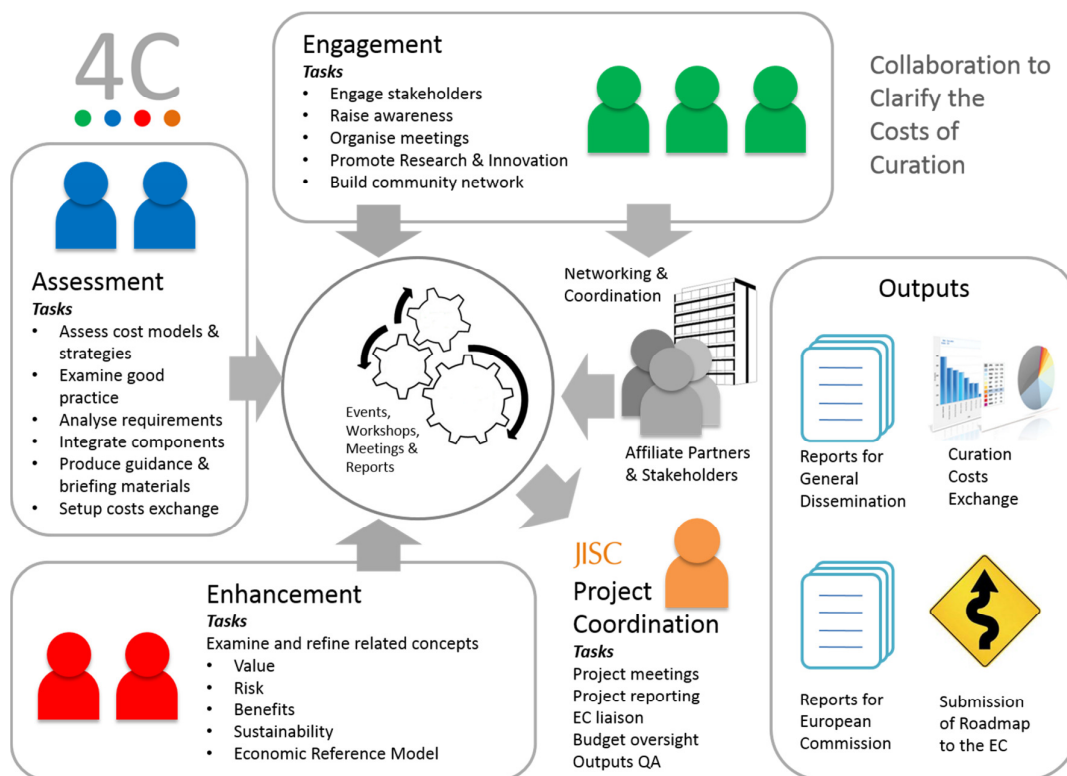 4C
Collaboration to
Clarify the
Costs of
Curation
Engagement
Tasks
• Engage stakeholders
• Raise awareness
• Organise meetings
• Promote Research & Innovation
• Build community network
Assessment
Tasks
• Assess cost models &
strategies
• Examine good
practice
• Analyse requirements
• Integrate components
• Produce guidance &
briefing materials
• Setup costs exchange
Events,
Workshops,
Meetings &
Reports
Networking &
Coordination
Affiliate Partners
& Stakeholders
Enhancement
Tasks
Examine and refine related concepts
• Value
• Risk
• Benefits
• Sustainability
• Economic Reference Model
JISC
Project
Coordination
Tasks
Project meetings
Project reporting
EC liaison
Budget oversight
Outputs QA
Outputs
Reports for
General
Dissemination
Curation
Costs
Exchange
Reports for
European
Commission
Submission
of Roadmap
to the EC